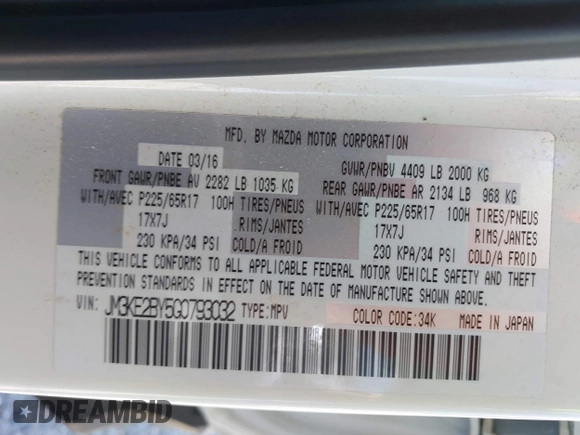 MFD. BY MAZDA MOTOR CORPORATION
DATE 03/16 GVWR/PNBV 4409 LB 2000 KG
FRONT GAWR/PNBE AV 2282 LB 1035 KG REAR GAWR/PNBE AR 2134 LB 968 KG
WITH/AVEC P225/65R17 100H TIRES/PNEUS WITH/AVEC P225/65R17 100H TIRES/PNEUS
17X7J RIMS/JANTES 17X7J RIMS/JANTES
230 KPA/34 PSI COLD/A FROID 230 KPA/34 PSI COLD/A FROID
THIS VEHICLE CONFORMS TO ALL APPLICABLE FEDERAL MOTOR VEHICLE SAFETY AND THEFT
PREVENTION STANDARDS IN EFFECT ON THE DATE OF MANUFACTURE SHOWN ABOVE.
VIN: JM3KE2BY5G0793032 TYPE:MPV COLOR CODE:34K MADE IN JAPAN
DREAMBID